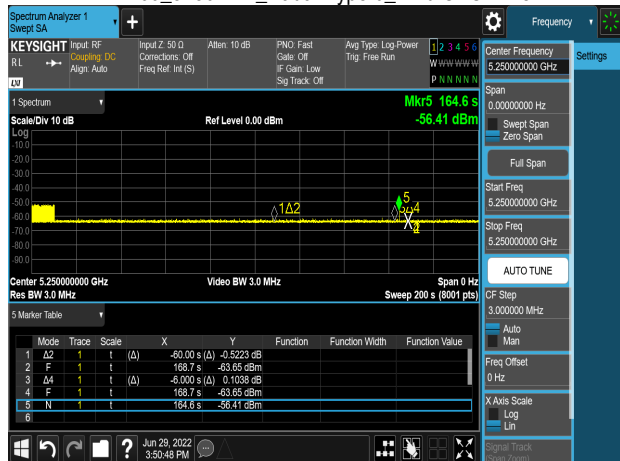 Spectrum Analyzer 1
Swept SA
Frequency
KEYSIGHT
RL
Input: RF
Coupling: DC
Align: Auto
Input Z: 50 Ω
Corrections: Off
Freq Ref: Int (S)
Atten: 10 dB
PNO: Fast
Gate: Off
IF Gain: Low
Sig Track: Off
Avg Type: Log-Power
Trig: Free Run
1 2 3 4 5 6
W W W W W W
P N N N N N
1 Spectrum
Scale/Div 10 dB
Ref Level 0.00 dBm
Mkr5 164.6 s
-56.41 dBm
Log
-10.0
-20.0
-30.0
-40.0
-50.0
-60.0
-70.0
-80.0
-90.0
1Δ2
5
3Δ4
Center 5.250000000 GHz
Video BW 3.0 MHz
Span 0 Hz
Res BW 3.0 MHz
Sweep 200 s (8001 pts)
5 Marker Table
Mode Trace Scale X Y Function Function Width Function Value
1 Δ2 1 t (Δ) -60.00 s (Δ) -0.5223 dB
2 F 1 t 168.7 s -63.65 dBm
3 Δ4 1 t (Δ) -6.000 s (Δ) 0.1038 dB
4 F 1 t 168.7 s -63.65 dBm
5 N 1 t 164.6 s -56.41 dBm
6
Jun 29, 2022
3:50:48 PM
Center Frequency
5.250000000 GHz
Settings
Span
0.00000000 Hz
Swept Span
Zero Span
Full Span
Start Freq
5.250000000 GHz
Stop Freq
5.250000000 GHz
AUTO TUNE
CF Step
3.000000 MHz
Auto
Man
Freq Offset
0 Hz
X Axis Scale
Log
Lin
Signal Track
(Span Zoom)